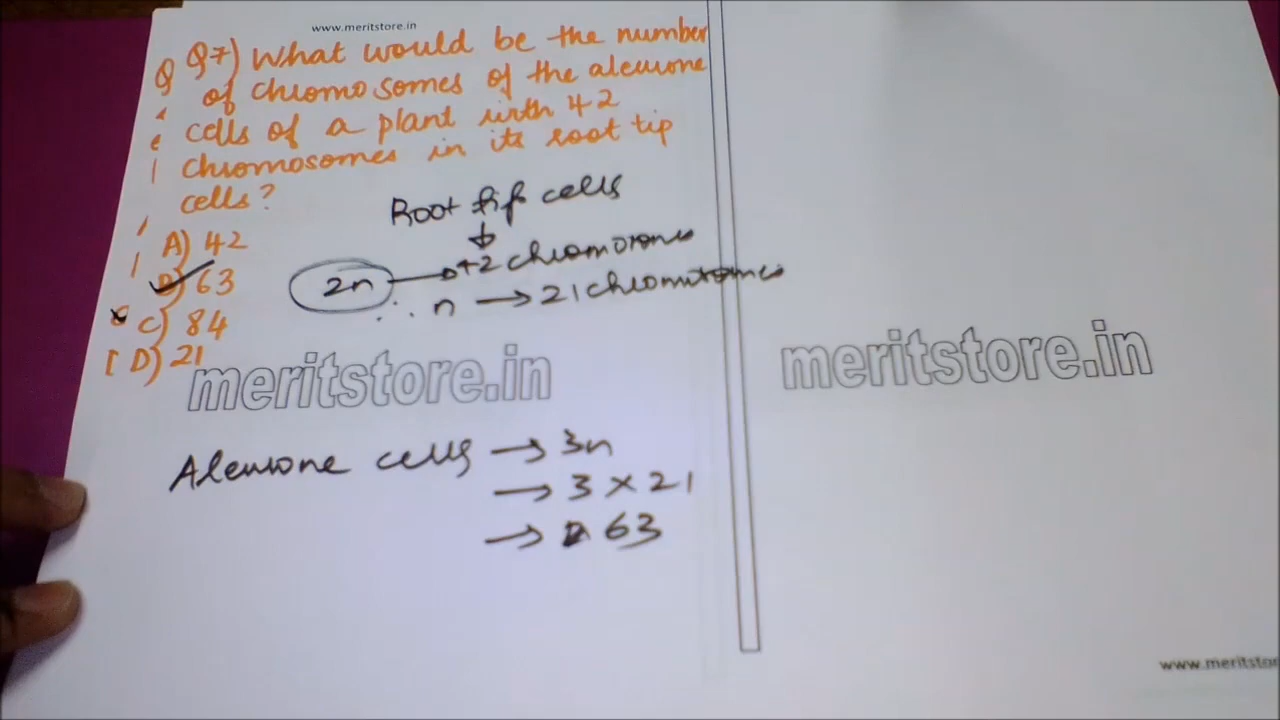 www.meritstore.in
Q Q7) What would be the number
of chromosomes of the aleurone
cells of a plant with 42
chromosomes in its root tip
cells?
A) 42
B) 63
C) 84
D) 21
Root tip cells
2n → 42 chromosomes
∴ n → 21 chromosomes
meritstore.in
meritstore.in
Aleurone cells → 3n
→ 3 × 21
→ 63
www.meritsto